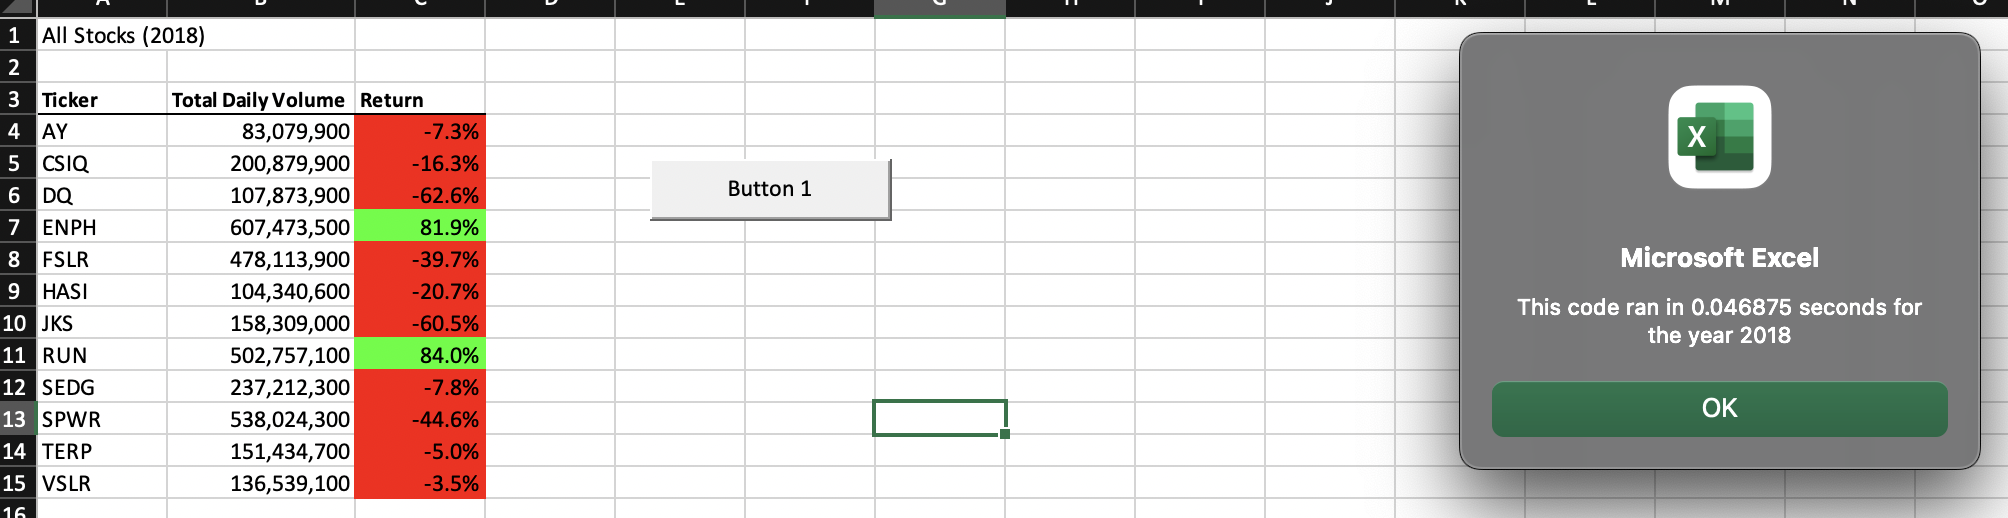 A B C D E F G H I J K L M N O
1 All Stocks (2018)
2
3 Ticker Total Daily Volume Return
4 AY 83,079,900 -7.3%
5 CSIQ 200,879,900 -16.3%
6 DQ 107,873,900 -62.6%
7 ENPH 607,473,500 81.9%
8 FSLR 478,113,900 -39.7%
9 HASI 104,340,600 -20.7%
10 JKS 158,309,000 -60.5%
11 RUN 502,757,100 84.0%
12 SEDG 237,212,300 -7.8%
13 SPWR 538,024,300 -44.6%
14 TERP 151,434,700 -5.0%
15 VSLR 136,539,100 -3.5%
16
Button 1
X
Microsoft Excel
This code ran in 0.046875 seconds for
the year 2018
OK